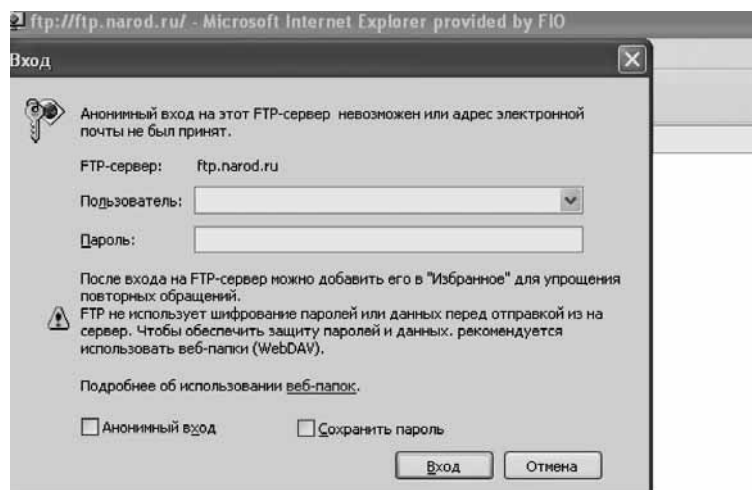 ftp://ftp.narod.ru/ - Microsoft Internet Explorer provided by FIO
Вход
Анонимный вход на этот FTP-сервер невозможен или адрес электронной
почты не был принят.
FTP-сервер: ftp.narod.ru
Пользователь:
Пароль:
После входа на FTP-сервер можно добавить его в "Избранное" для упрощения
повторных обращений.
FTP не использует шифрование паролей или данных перед отправкой из на
сервер. Чтобы обеспечить защиту паролей и данных. рекомендуется
использовать веб-папки (WebDAV).
Подробнее об использовании веб-папок.
Анонимный вход Сохранить пароль
Вход Отмена